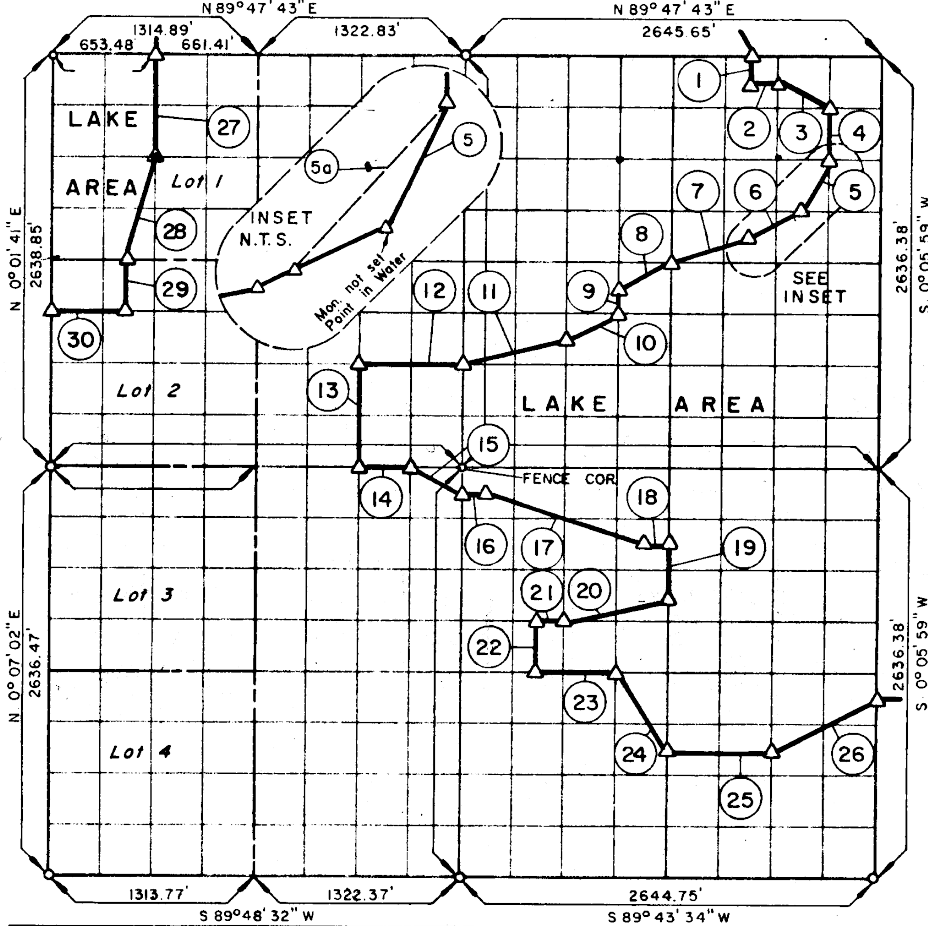 N 89° 47' 43" E
N 89° 47' 43" E
1314.89'
1322.83'
2645.65'
653.48'
661.41'
1
LAKE
27
5
2
3
4
5a
AREA
Lot 1
7
6
5
INSET
N.T.S.
28
8
N 0° 01' 41" E
2638.85'
2636.38'
S. 0° 05' 59" W
Mon. not set
Point in Water
SEE
INSET
29
12
11
9
30
10
13
Lot 2
LAKE AREA
15
FENCE COR.
14
16
17
18
19
Lot 3
21
20
22
N 0° 07' 02" E
2636.47'
2636.38'
S. 0° 05' 59" W
23
Lot 4
24
26
25
1313.77'
1322.37'
2644.75'
S 89° 48' 32" W
S 89° 43' 34" W